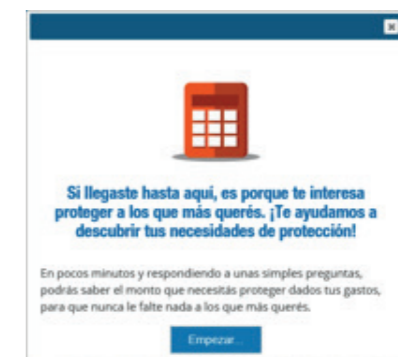 Si llegaste hasta aquí, es porque te interesa
proteger a los que más querés. ¡Te ayudamos a
descubrir tus necesidades de protección!
En pocos minutos y respondiendo a unas simples preguntas,
podrás saber el monto que necesitás proteger dados tus gastos,
para que nunca le falte nada a los que más querés.
Empezar...